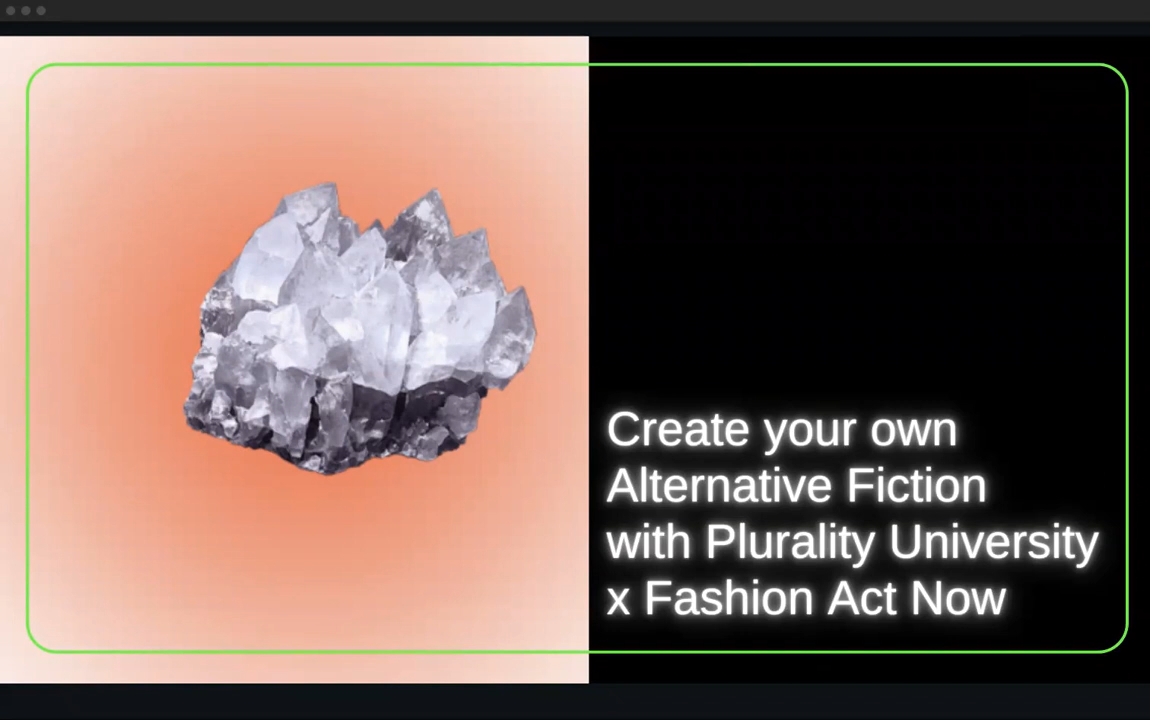 Create your own
Alternative Fiction
with Plurality University
x Fashion Act Now